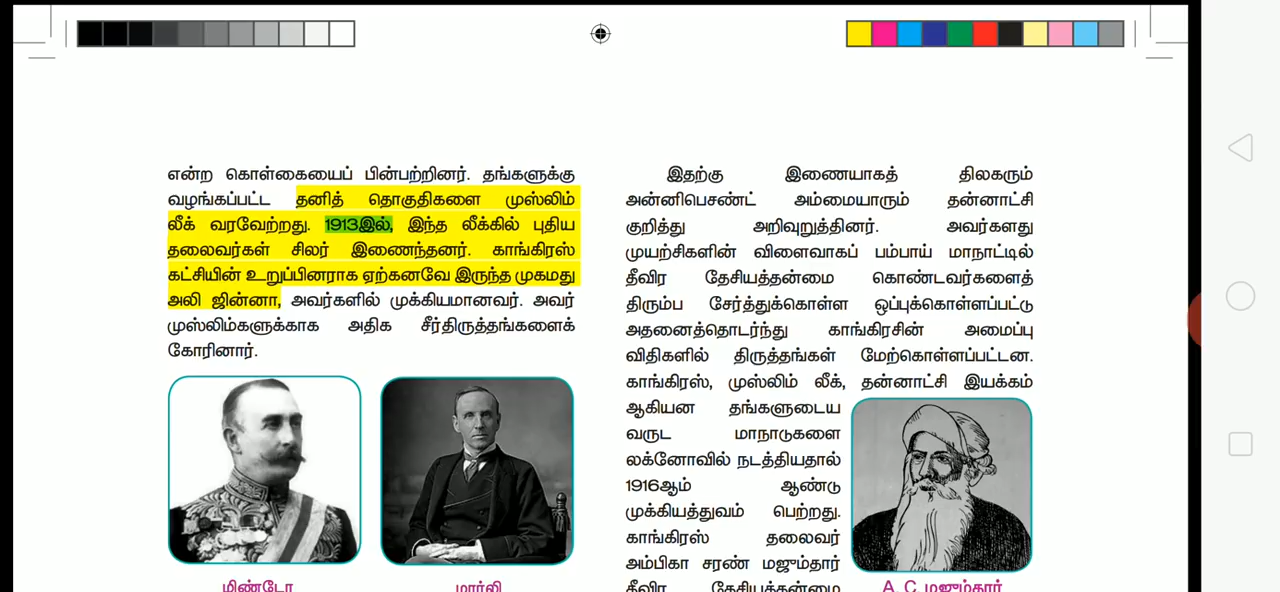 என்ற கொள்கையைப் பின்பற்றினர். தங்களுக்கு
வழங்கப்பட்ட தனித் தொகுதிகளை முஸ்லிம்
லீக் வரவேற்றது. 1913இல், இந்த லீக்கில் புதிய
தலைவர்கள் சிலர் இணைந்தனர். காங்கிரஸ்
கட்சியின் உறுப்பினராக ஏற்கனவே இருந்த முகமது
அலி ஜின்னா, அவர்களில் முக்கியமானவர். அவர்
முஸ்லிம்களுக்காக அதிக சீர்திருத்தங்களைக்
கோரினார்.
மிண்டோ
மார்லி
இதற்கு இணையாகத் திலகரும்
அன்னிபெசண்ட் அம்மையாரும் தன்னாட்சி
குறித்து அறிவுறுத்தினர். அவர்களது
முயற்சிகளின் விளைவாகப் பம்பாய் மாநாட்டில்
தீவிர தேசியத்தன்மை கொண்டவர்களைத்
திரும்ப சேர்த்துக்கொள்ள ஒப்புக்கொள்ளப்பட்டு
அதனைத்தொடர்ந்து காங்கிரசின் அமைப்பு
விதிகளில் திருத்தங்கள் மேற்கொள்ளப்பட்டன.
காங்கிரஸ், முஸ்லிம் லீக், தன்னாட்சி இயக்கம்
ஆகியன தங்களுடைய
வருட மாநாடுகளை
லக்னோவில் நடத்தியதால்
1916ஆம் ஆண்டு
முக்கியத்துவம் பெற்றது.
காங்கிரஸ் தலைவர்
அம்பிகா சரண் மஜும்தார்
தீவிர தேசியத்தன்மை
A. C. மஜும்தார்